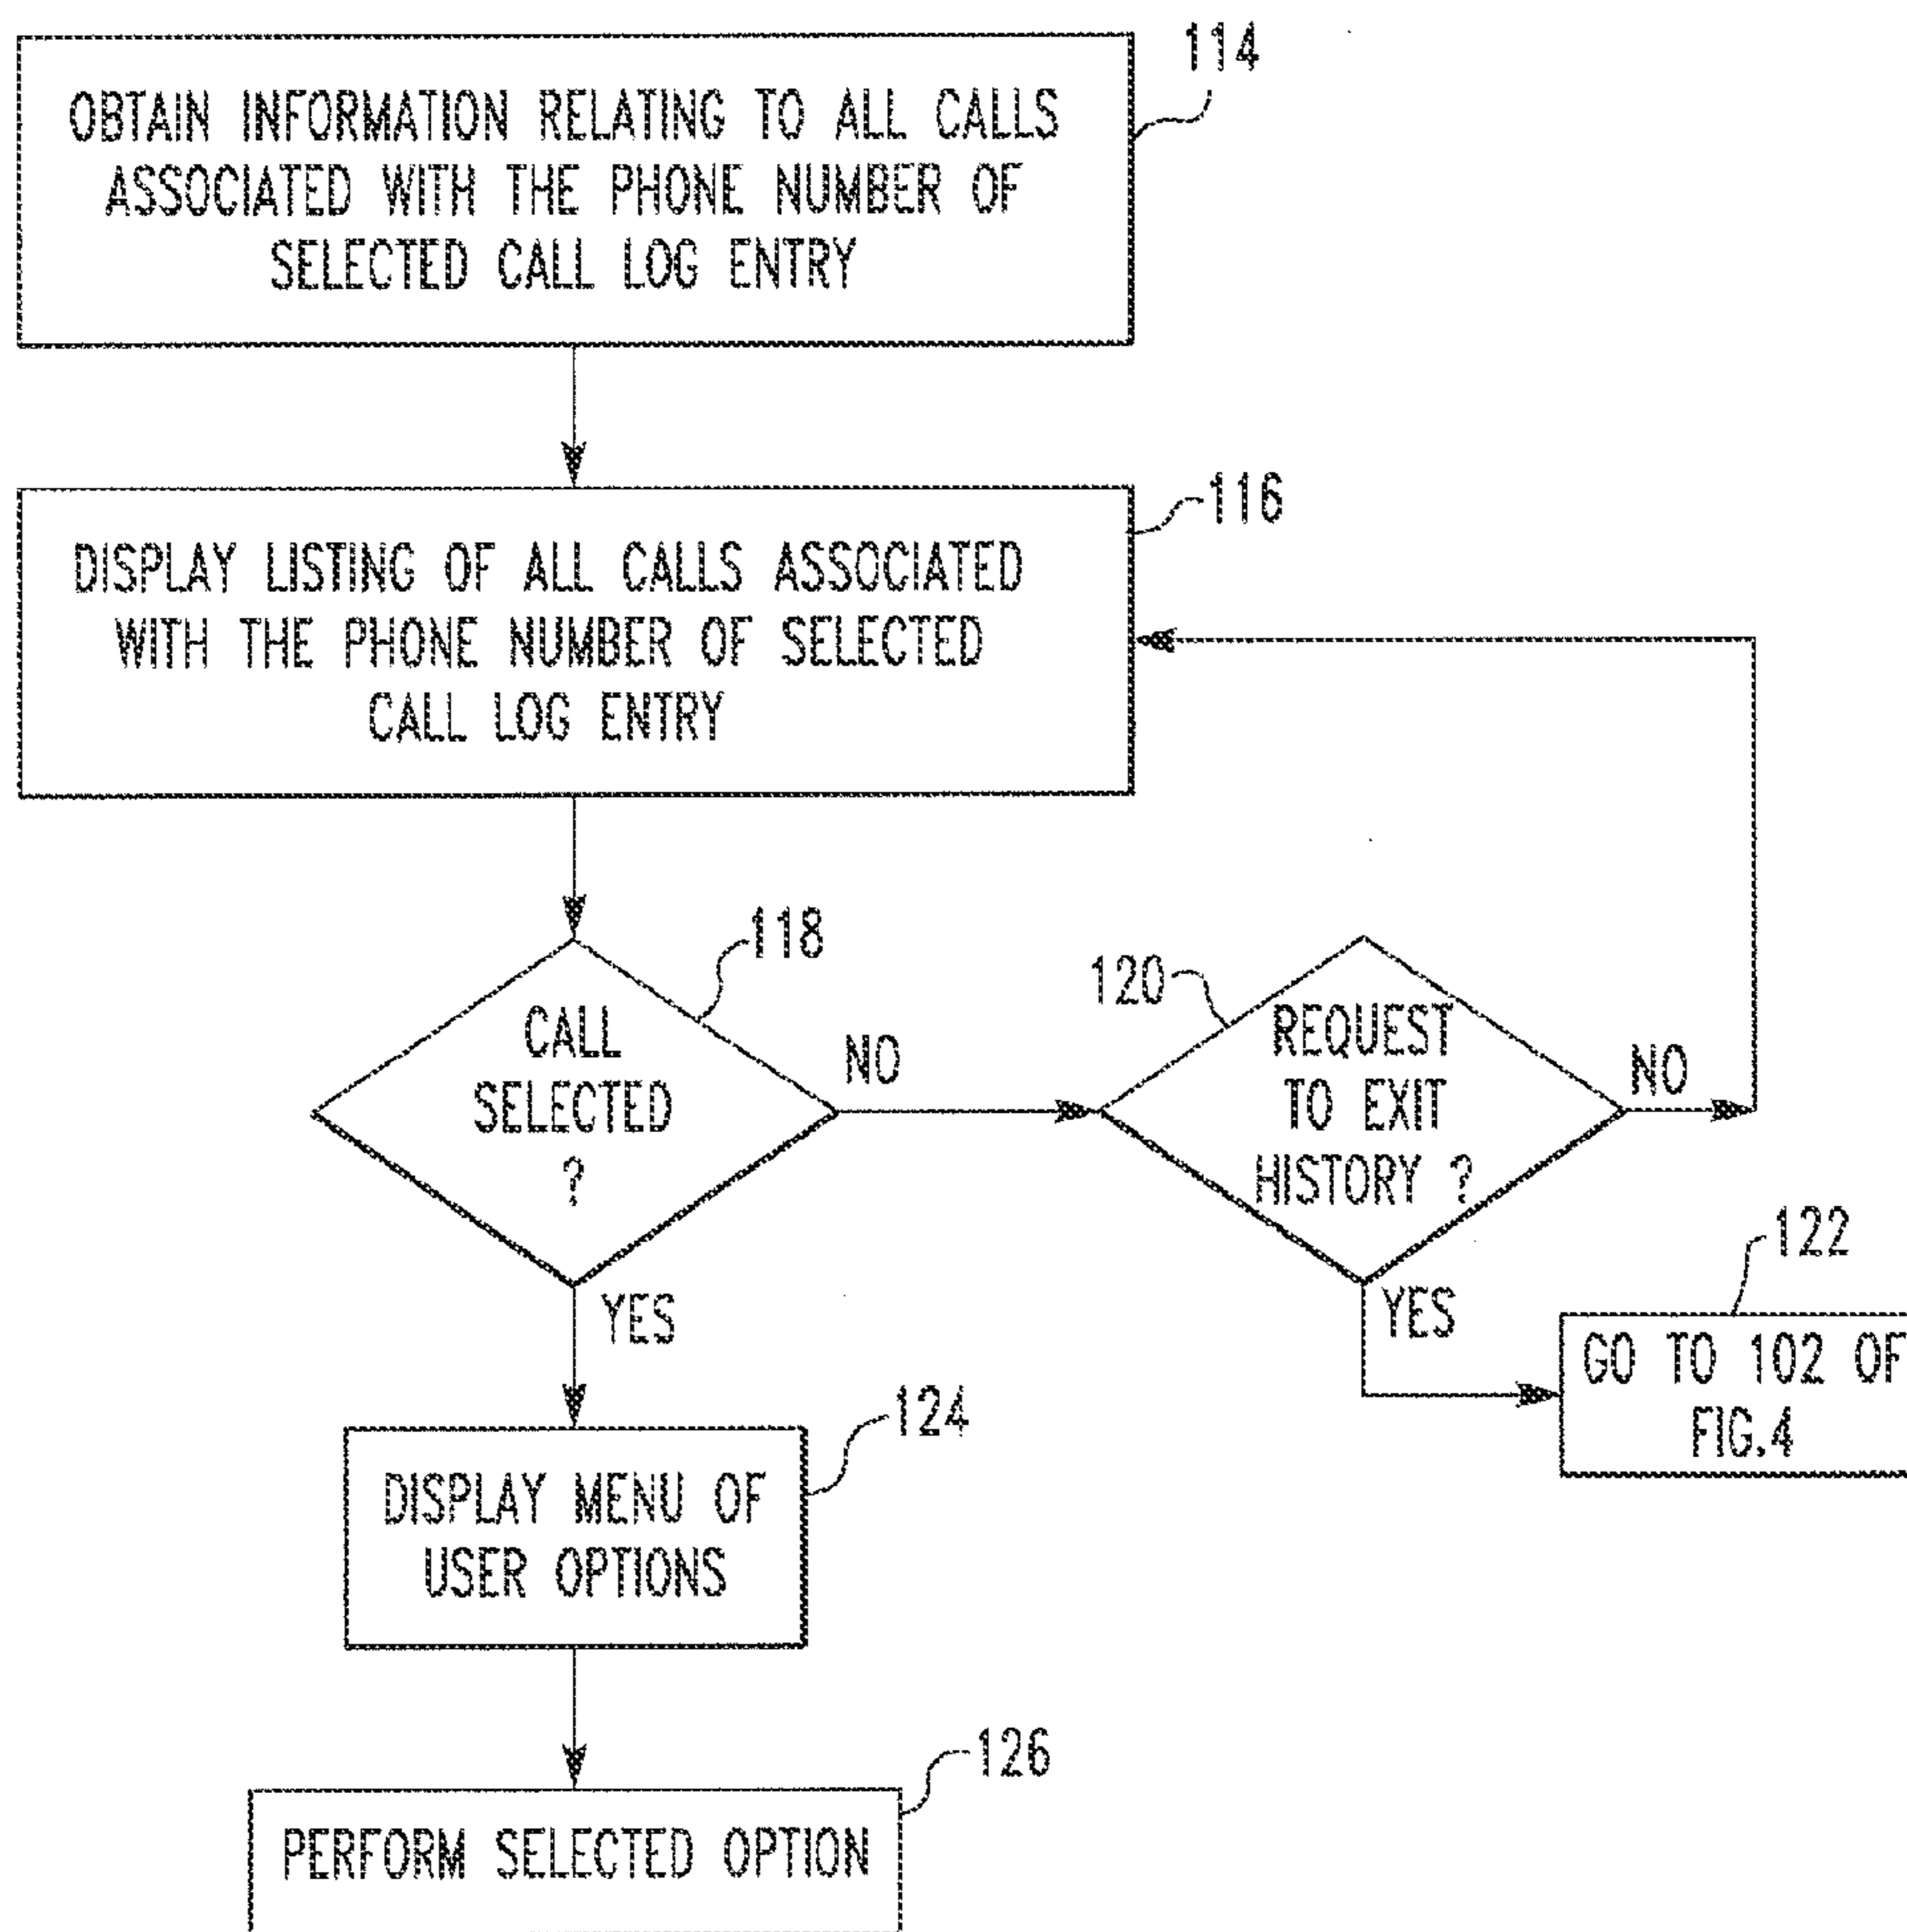 114
OBTAIN INFORMATION RELATING TO ALL CALLS
ASSOCIATED WITH THE PHONE NUMBER OF
SELECTED CALL LOG ENTRY
116
DISPLAY LISTING OF ALL CALLS ASSOCIATED
WITH THE PHONE NUMBER OF SELECTED
CALL LOG ENTRY
118
CALL
SELECTED
?
NO
120
REQUEST
TO EXIT
HISTORY ?
NO
YES
YES
122
GO TO 102 OF
FIG.4
124
DISPLAY MENU OF
USER OPTIONS
126
PERFORM SELECTED OPTION